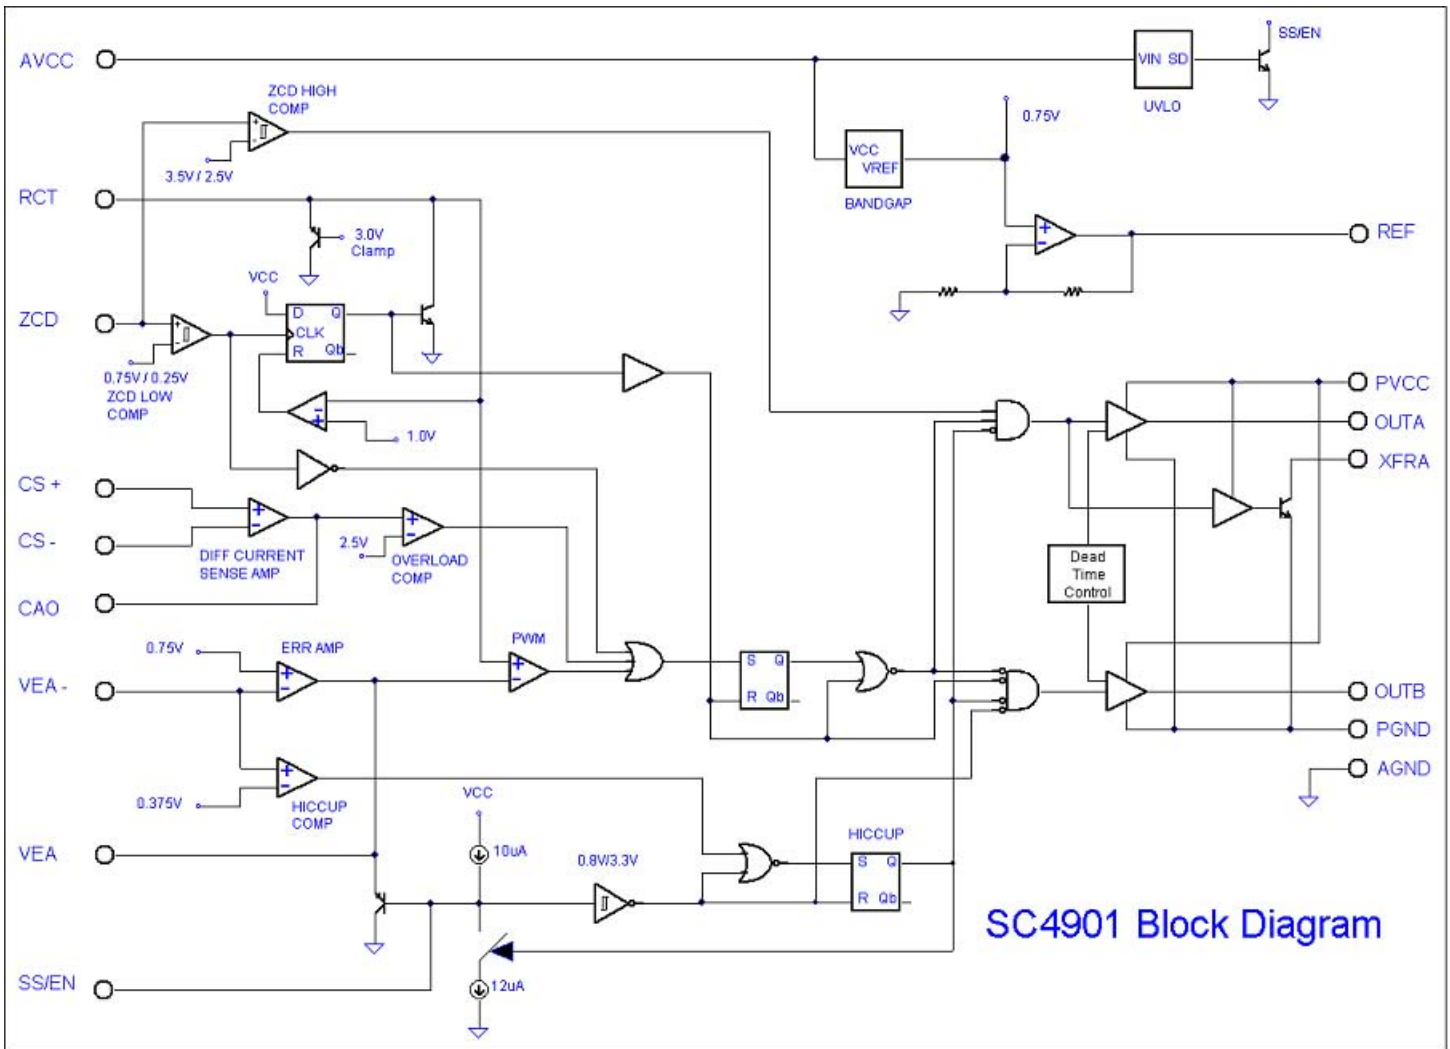 AVCC
ZCD HIGH
COMP
3.5V / 2.5V
VIN SD
UVLO
SS/EN
0.75V
VCC
VREF
BANDGAP
RCT
3.0V
Clamp
REF
VCC
ZCD
D Q
CLK
R Qb
0.75V / 0.25V
ZCD LOW
COMP
+ -
1.0V
PVCC
OUTA
XFRA
CS +
CS -
DIFF CURRENT
SENSE AMP
2.5V
OVERLOAD
COMP
Dead
Time
Control
CAO
0.75V
ERR AMP
PWM
VEA -
S Q
R Qb
OUTB
PGND
AGND
0.375V
HICCUP
COMP
VCC
10uA
0.8V/3.3V
HICCUP
S Q
R Qb
VEA
SC4901 Block Diagram
SS/EN
12uA